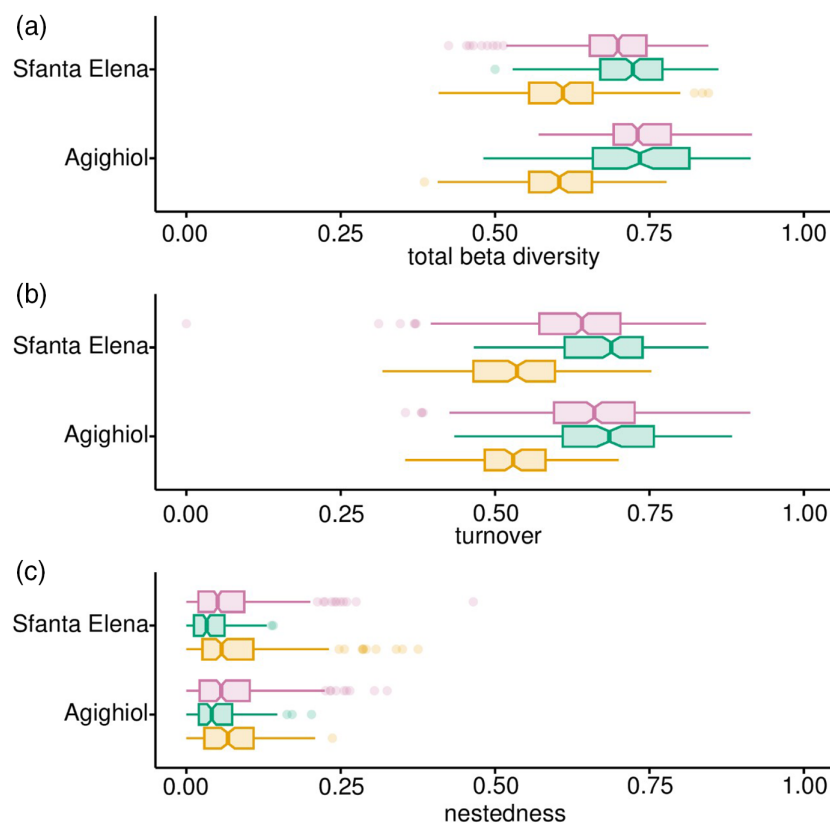 (a)
Sfanta Elena
Agighiol
0.00 0.25 0.50 0.75 1.00
total beta diversity
(b)
Sfanta Elena
Agighiol
0.00 0.25 0.50 0.75 1.00
turnover
(c)
Sfanta Elena
Agighiol
0.00 0.25 0.50 0.75 1.00
nestedness